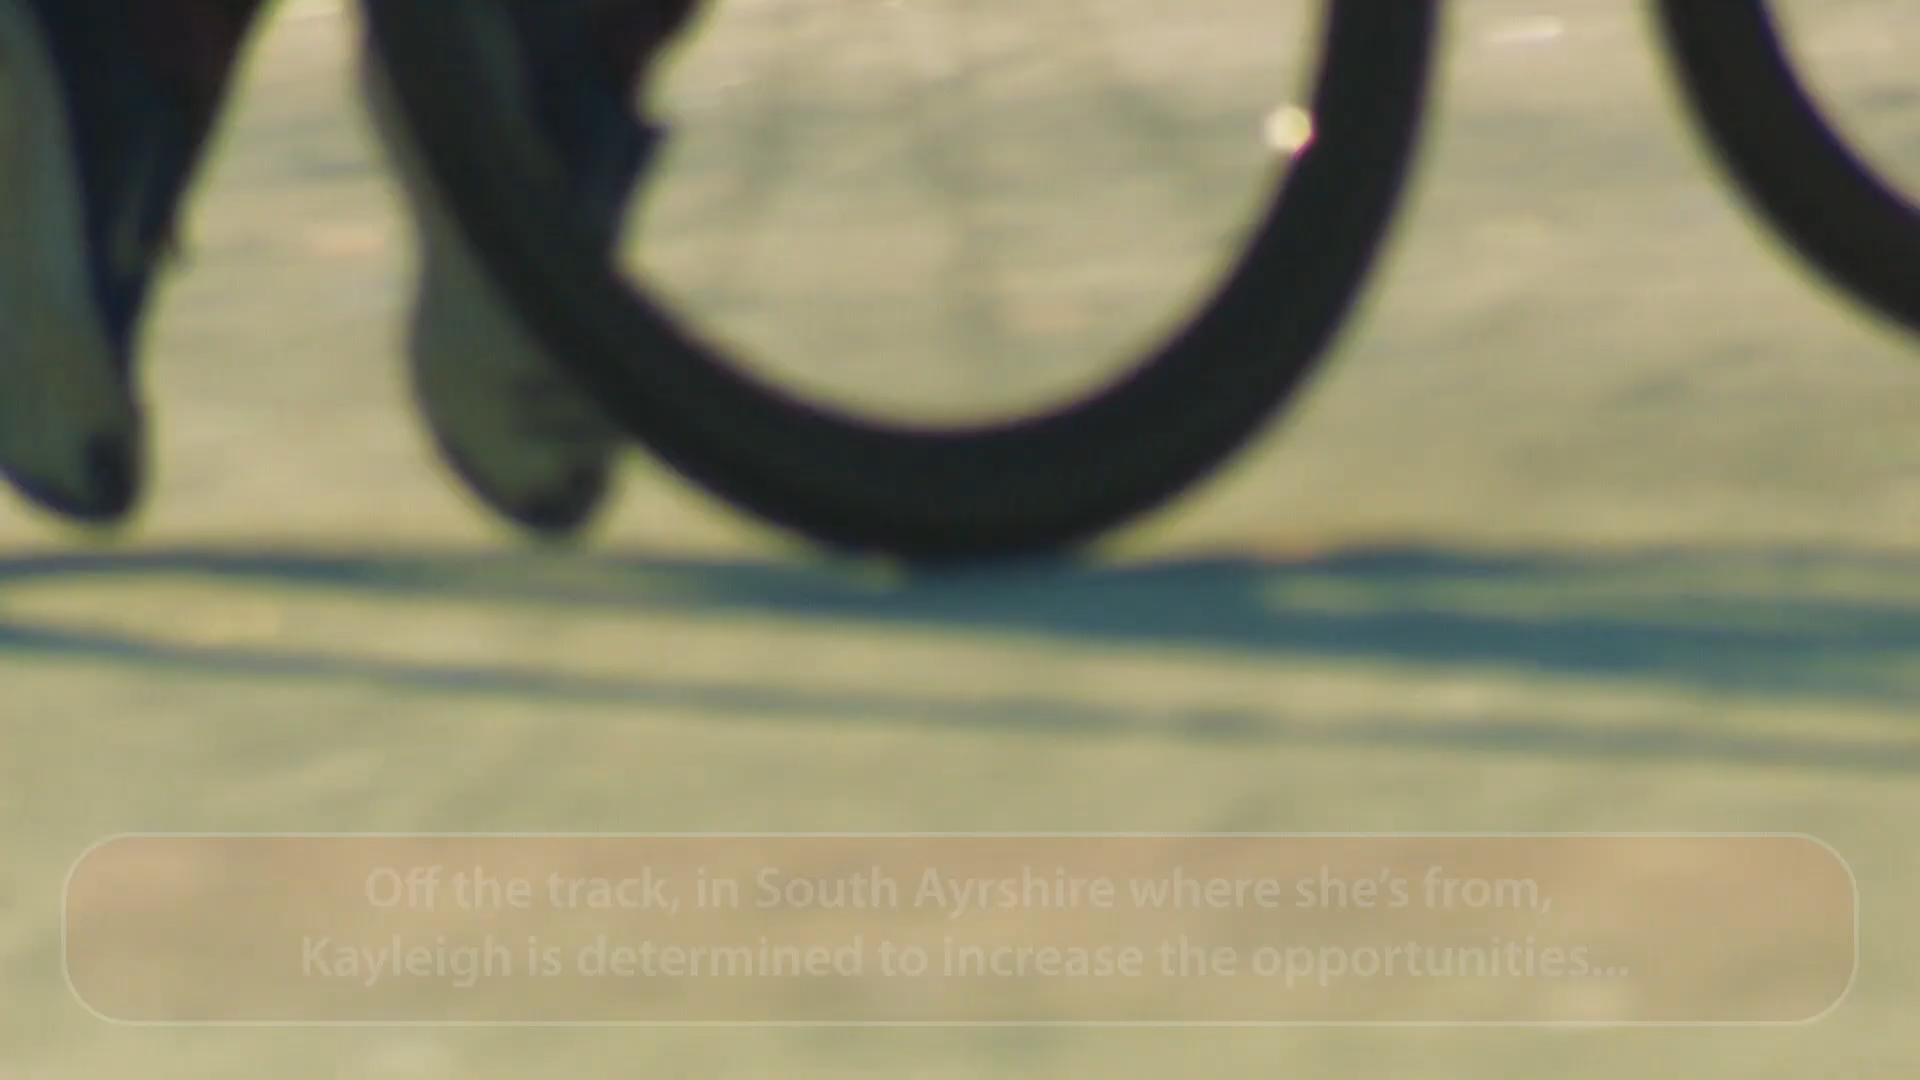 Off the track, in South Ayrshire where she’s from,
Kayleigh is determined to increase the opportunities...